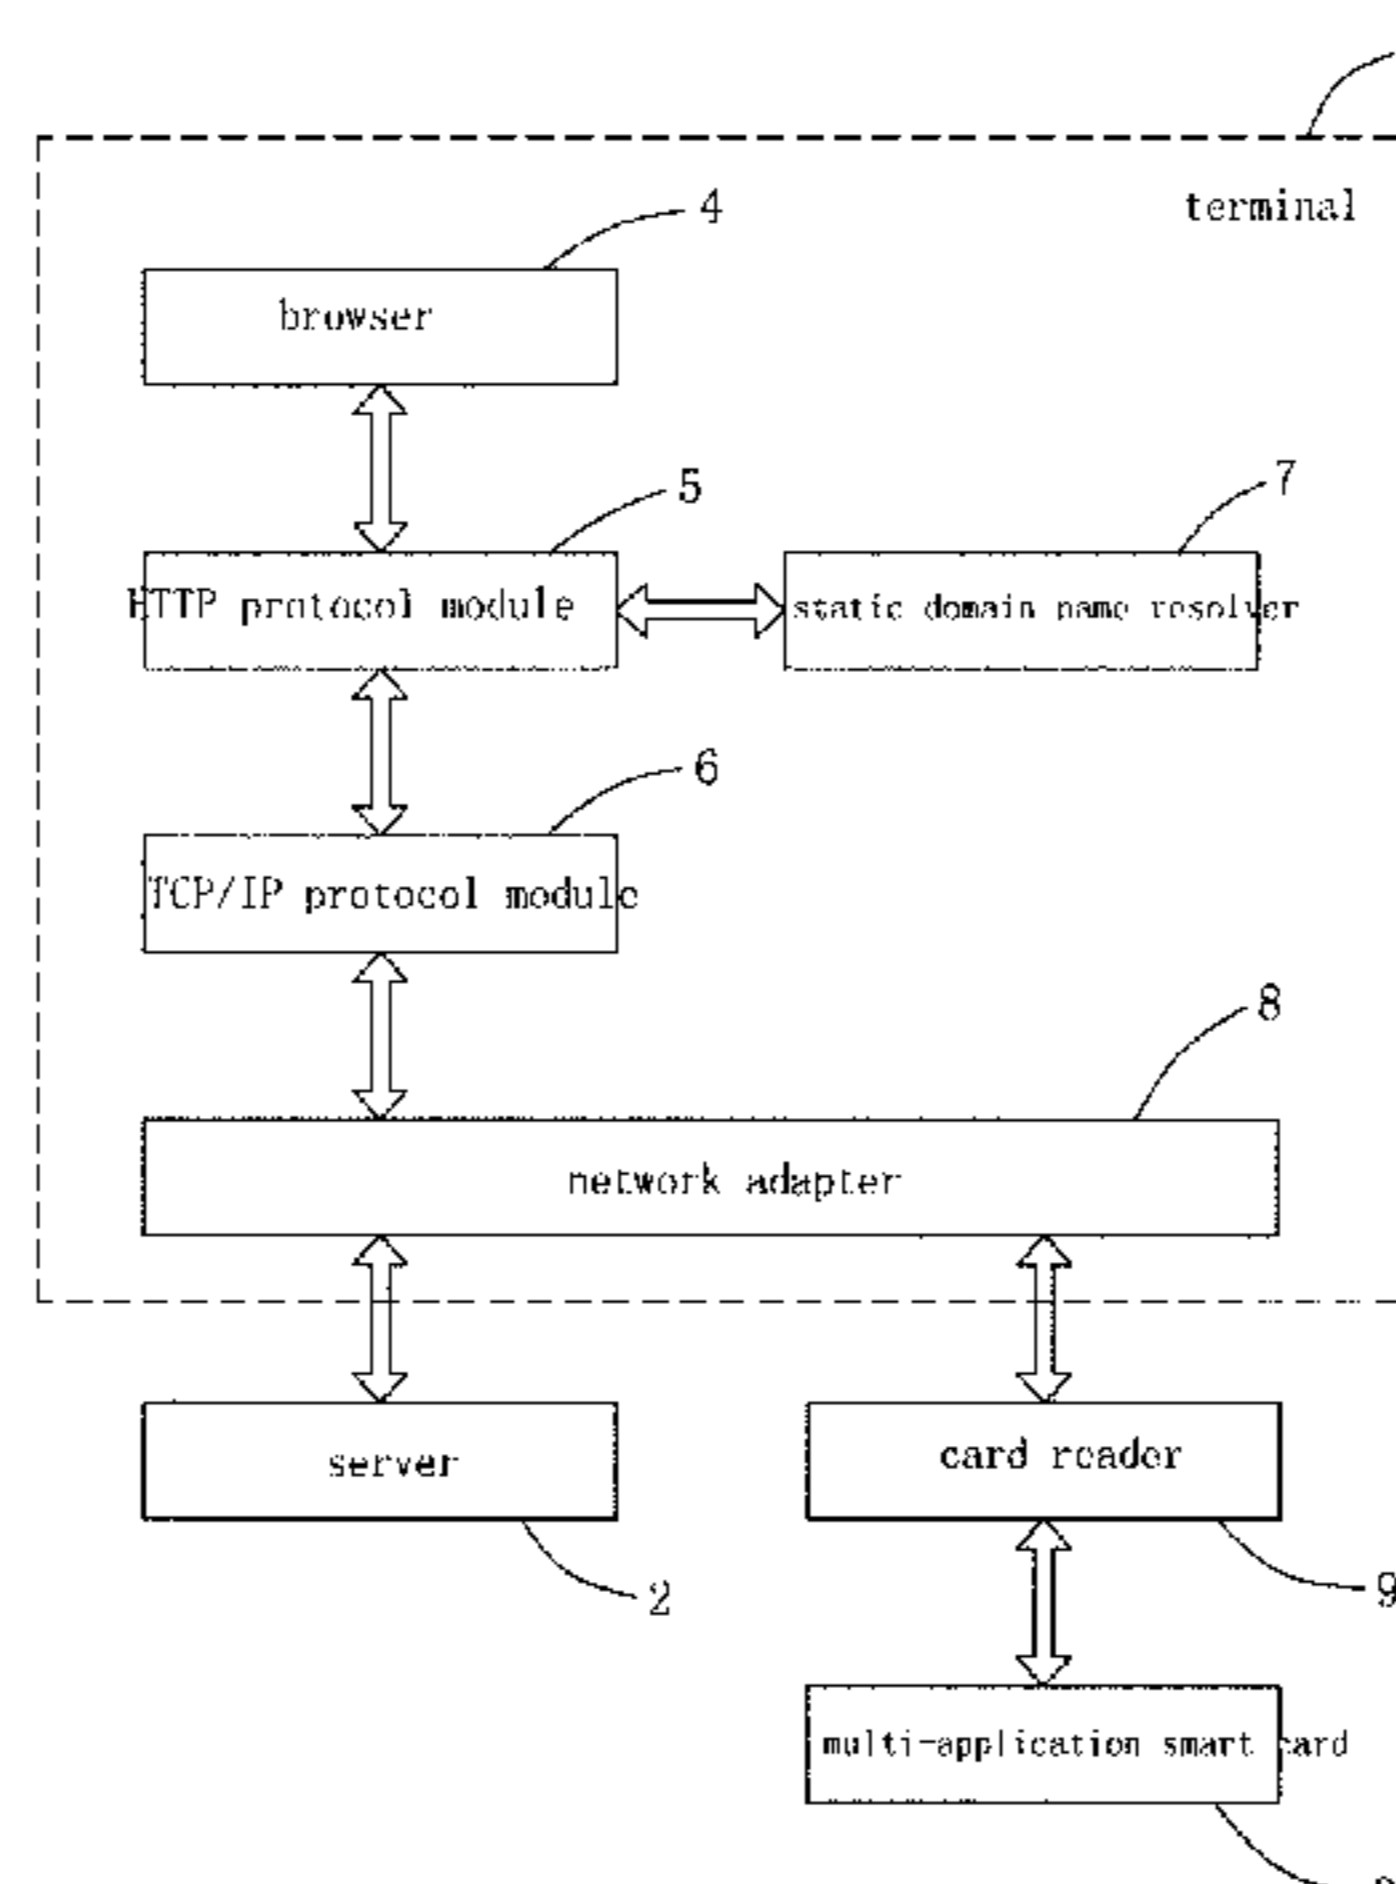 terminal
4
browser
5
7
HTTP protocol module
static domain name resolver
6
TCP/IP protocol module
8
network adapter
server
card reader
2
9
multi-application smart card